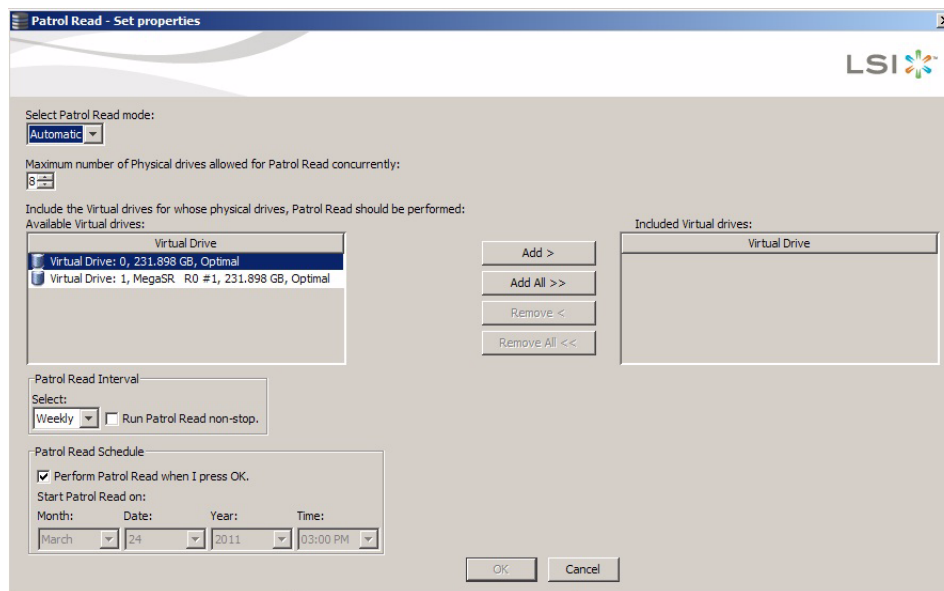 Patrol Read - Set properties
LSI
Select Patrol Read mode:
Automatic
Maximum number of Physical drives allowed for Patrol Read concurrently:
8
Include the Virtual drives for whose physical drives, Patrol Read should be performed:
Available Virtual drives:
Virtual Drive
Virtual Drive: 0, 231.898 GB, Optimal
Virtual Drive: 1, MegaSR R0 #1, 231.898 GB, Optimal
Add >
Add All >>
Remove <
Remove All <<
Included Virtual drives:
Virtual Drive
Patrol Read Interval
Select:
Weekly Run Patrol Read non-stop.
Patrol Read Schedule
Perform Patrol Read when I press OK.
Start Patrol Read on:
Month: Date: Year: Time:
March 24 2011 03:00 PM
OK Cancel